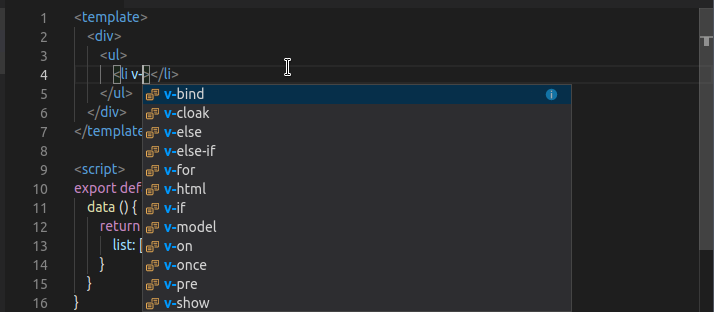 1 <template>
2 <div>
3 <ul>
4 <li v-></li>
5 </ul>
6 </div>
7 </template
8
9 <script>
10 export def
11 data () {
12 return
13 list: [
14 }
15 }
16 }
v-bind
v-cloak
v-else
v-else-if
v-for
v-html
v-if
v-model
v-on
v-once
v-pre
v-show